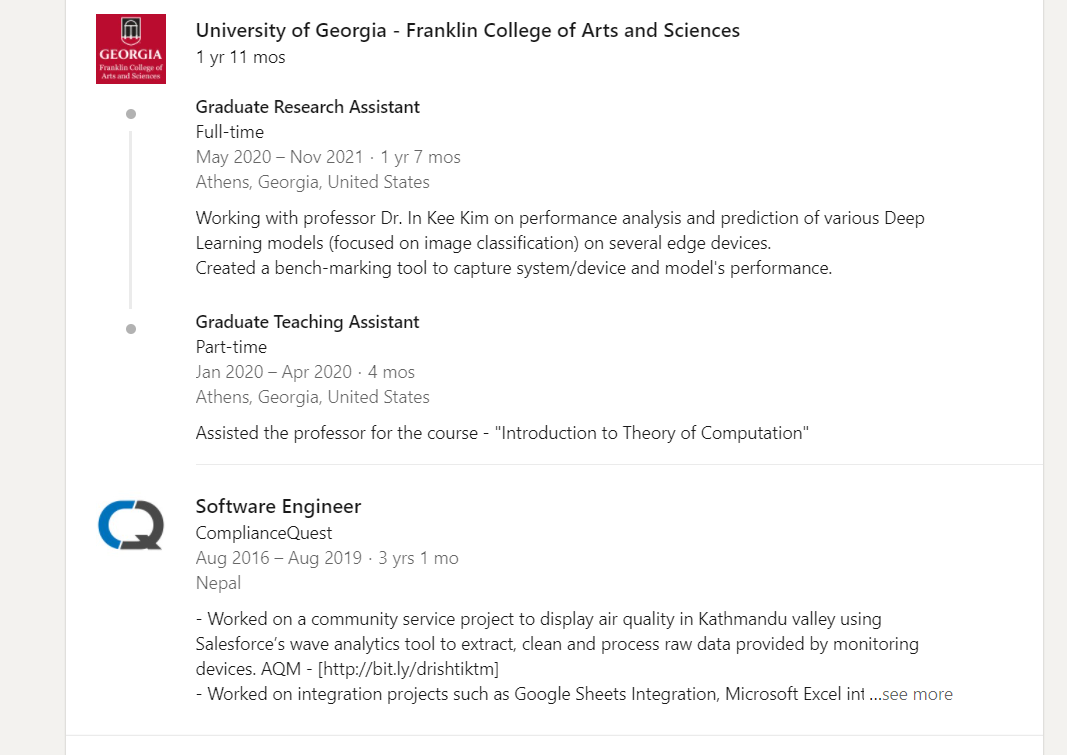 GEORGIA
Franklin College of
Arts and Sciences
University of Georgia - Franklin College of Arts and Sciences
1 yr 11 mos
Graduate Research Assistant
Full-time
May 2020 – Nov 2021 · 1 yr 7 mos
Athens, Georgia, United States
Working with professor Dr. In Kee Kim on performance analysis and prediction of various Deep
Learning models (focused on image classification) on several edge devices.
Created a bench-marking tool to capture system/device and model's performance.
Graduate Teaching Assistant
Part-time
Jan 2020 – Apr 2020 · 4 mos
Athens, Georgia, United States
Assisted the professor for the course - "Introduction to Theory of Computation"
CQ
Software Engineer
ComplianceQuest
Aug 2016 – Aug 2019 · 3 yrs 1 mo
Nepal
- Worked on a community service project to display air quality in Kathmandu valley using
Salesforce’s wave analytics tool to extract, clean and process raw data provided by monitoring
devices. AQM - [http://bit.ly/drishtiktm]
- Worked on integration projects such as Google Sheets Integration, Microsoft Excel int ...see more